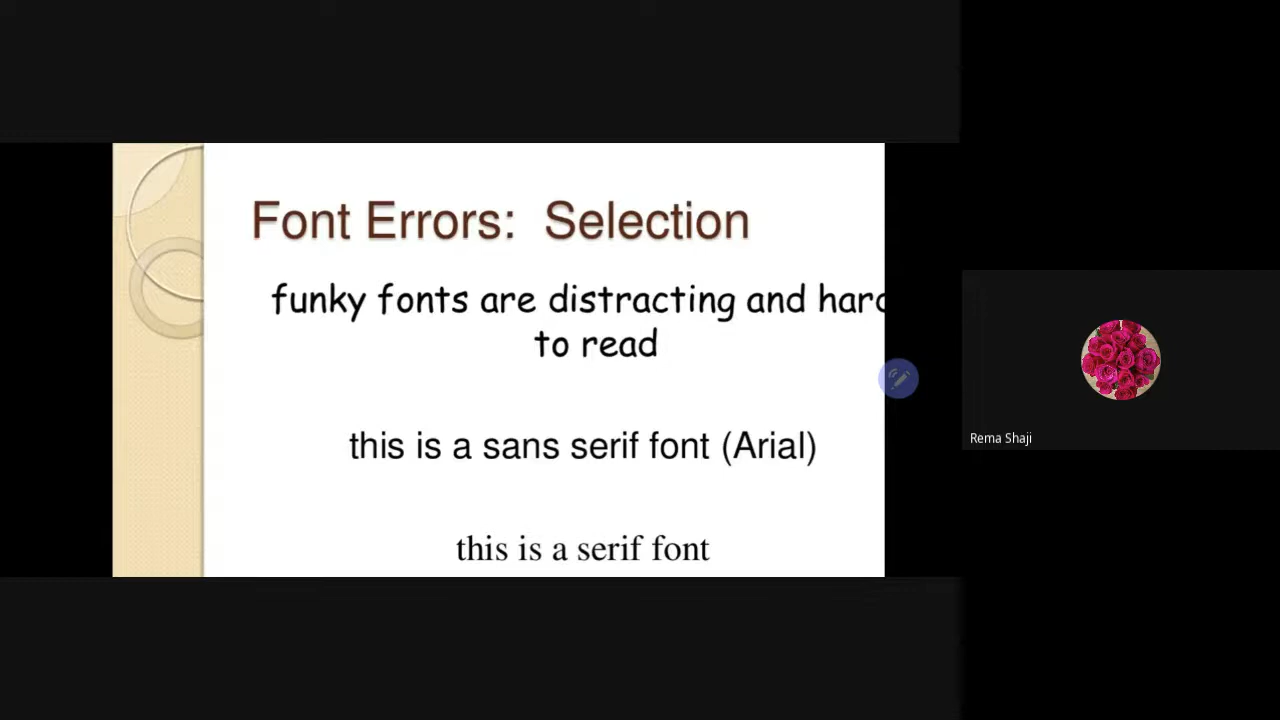 Font Errors: Selection
funky fonts are distracting and hard
to read
this is a sans serif font (Arial)
this is a serif font
Rema Shaji